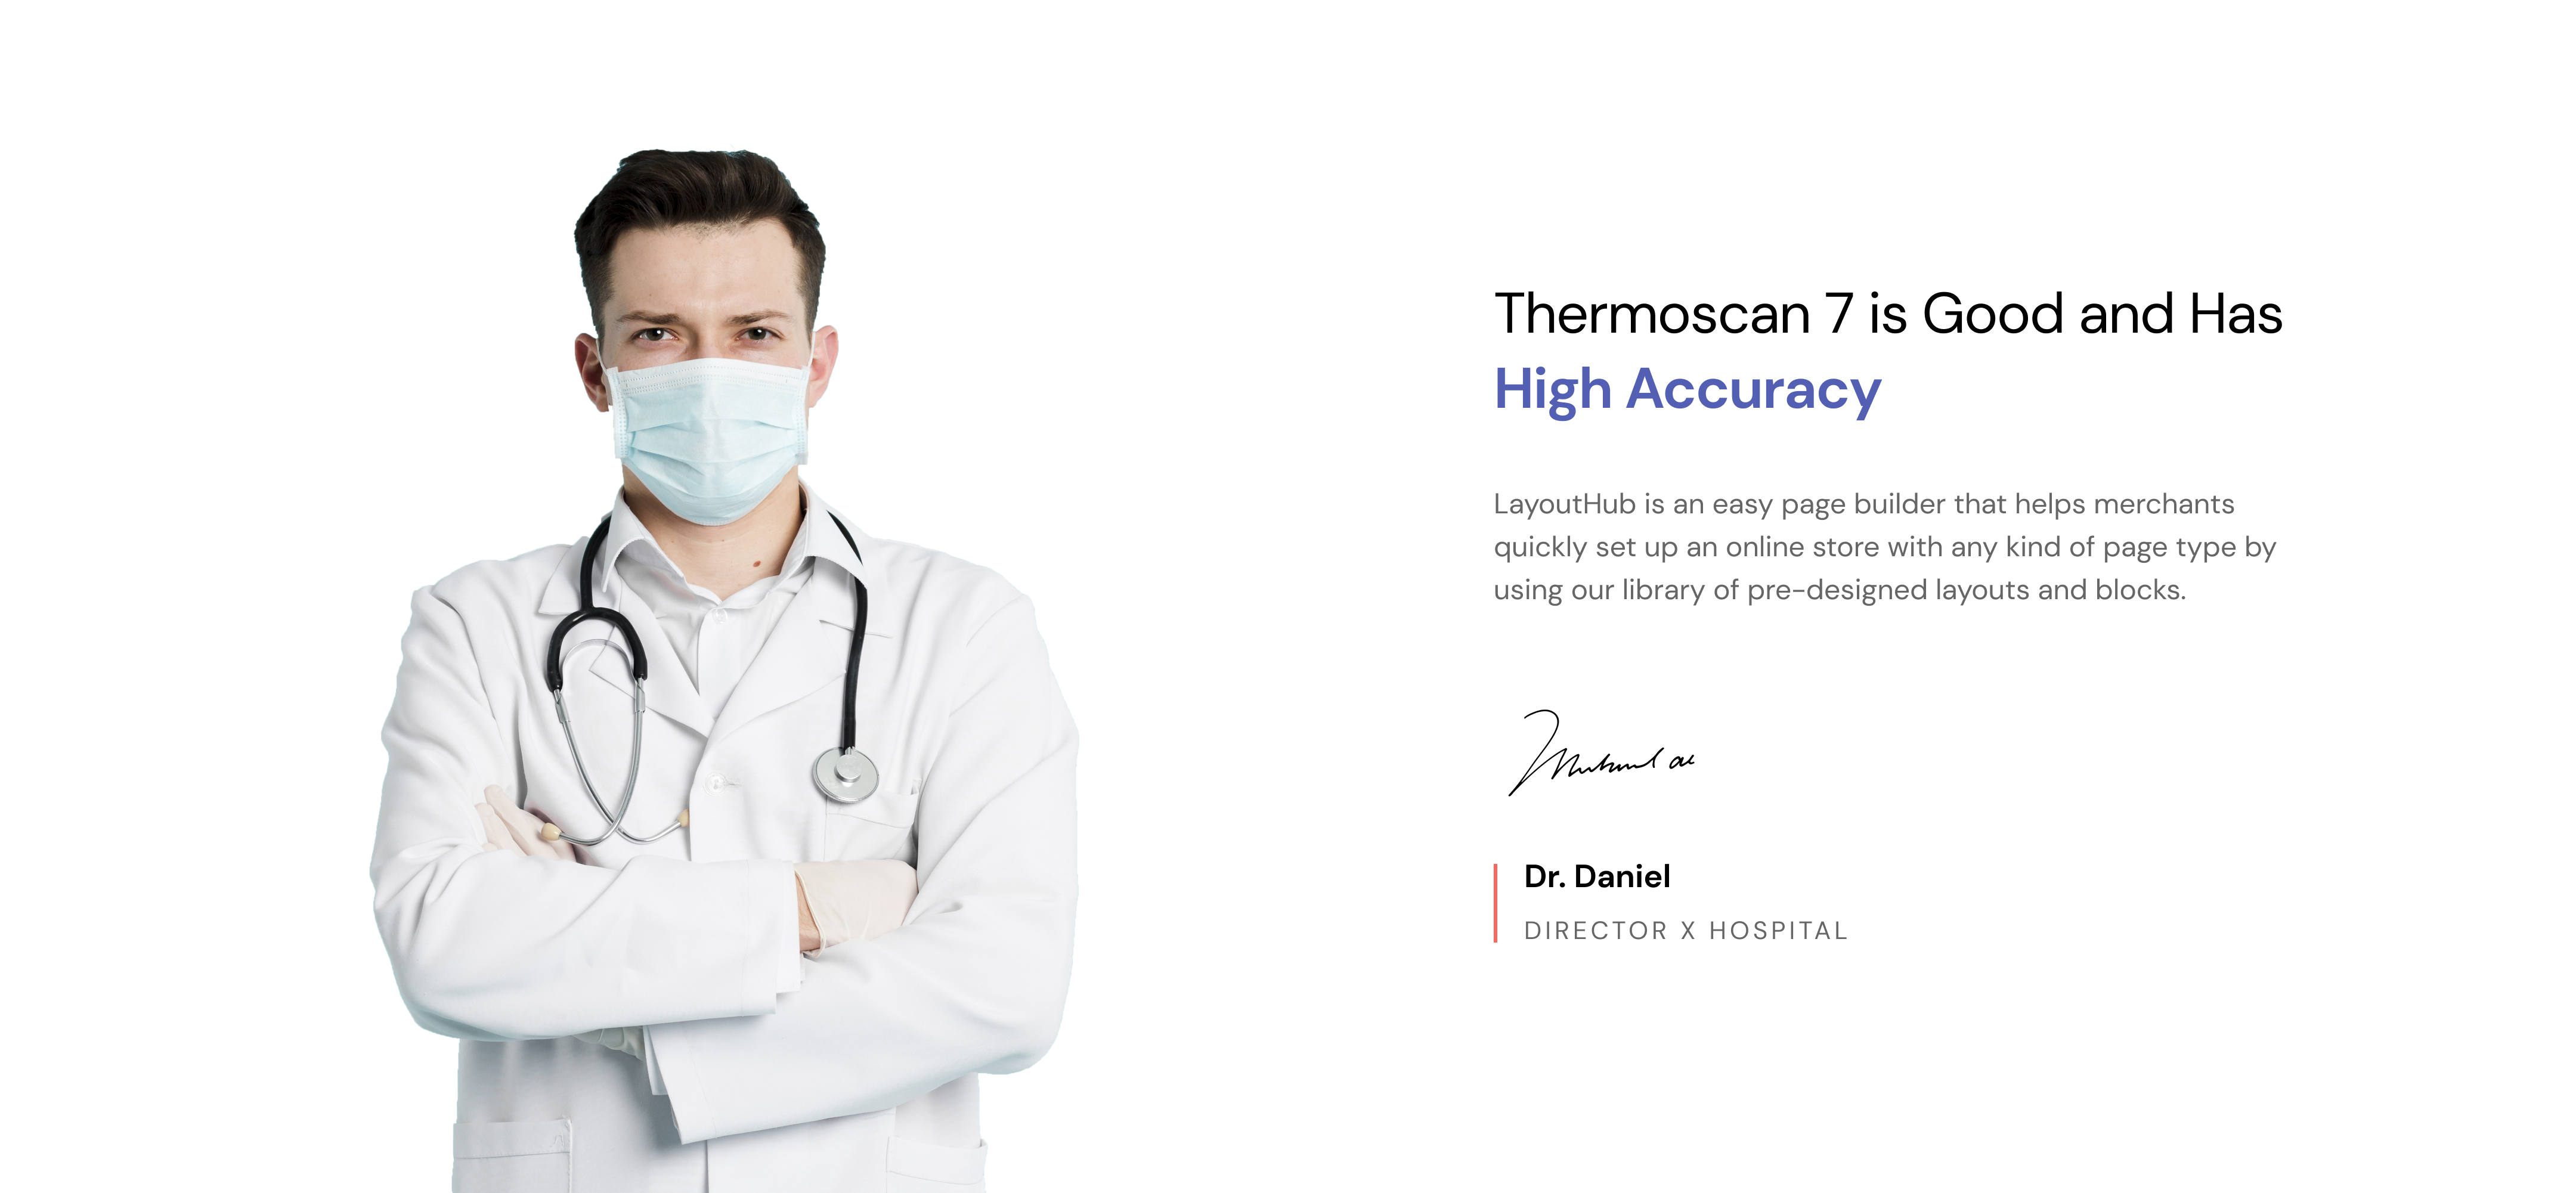 Thermoscan 7 is Good and Has
High Accuracy
LayoutHub is an easy page builder that helps merchants
quickly set up an online store with any kind of page type by
using our library of pre-designed layouts and blocks.
Dr. Daniel
DIRECTOR X HOSPITAL